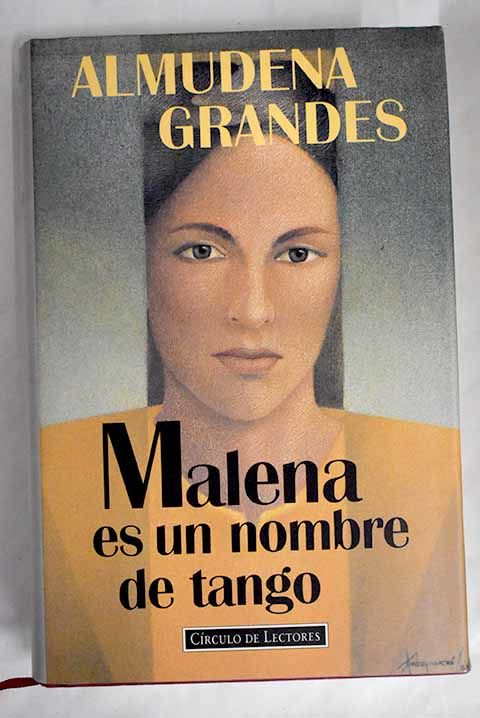 ALMUDENA
GRANDES
Malena
es un nombre
de tango
CÍRCULO DE LECTORES